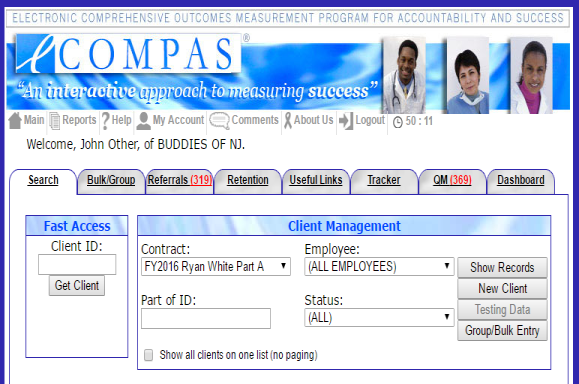 ELECTRONIC COMPREHENSIVE OUTCOMES MEASUREMENT PROGRAM FOR ACCOUNTABILITY AND SUCCESS
eCOMPAS®
“An interactive approach to measuring success”
Main Reports Help My Account Comments About Us Logout 50 : 11
Welcome, John Other, of BUDDIES OF NJ.
Search Bulk/Group Referrals (319) Retention Useful Links Tracker QM (369) Dashboard
Fast Access
Client ID:
Get Client
Client Management
Contract: Employee:
FY2016 Ryan White Part A (ALL EMPLOYEES) Show Records
New Client
Part of ID: Status:
(ALL) Testing Data
Group/Bulk Entry
Show all clients on one list (no paging)